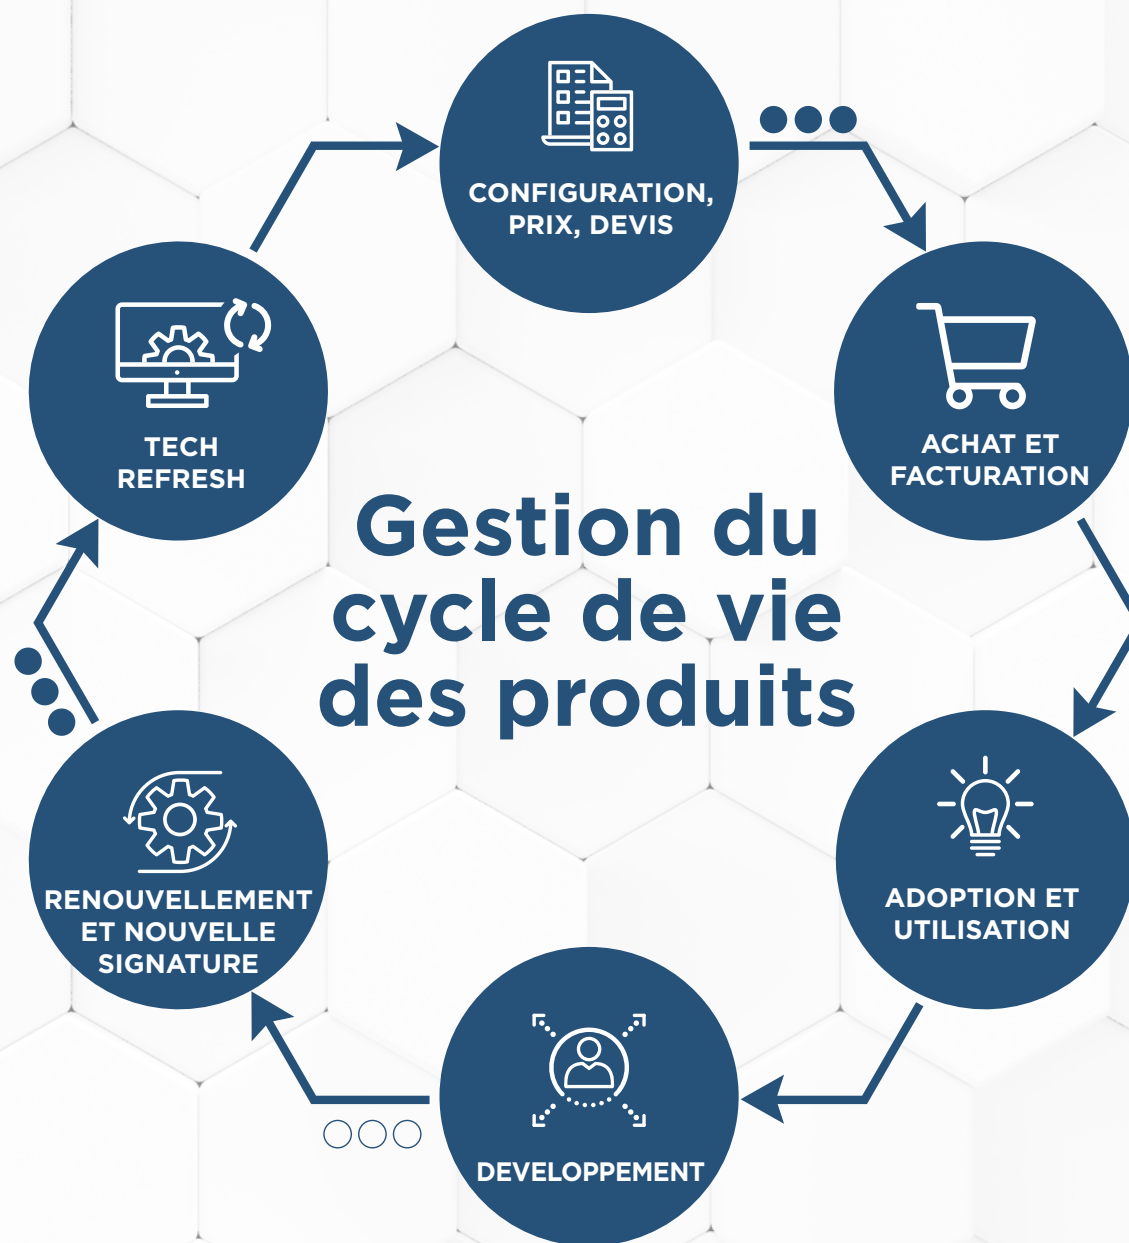 CONFIGURATION,
PRIX, DEVIS
ACHAT ET
FACTURATION
ADOPTION ET
UTILISATION
DEVELOPPEMENT
RENOUVELLEMENT
ET NOUVELLE
SIGNATURE
TECH
REFRESH
Gestion du
cycle de vie
des produits